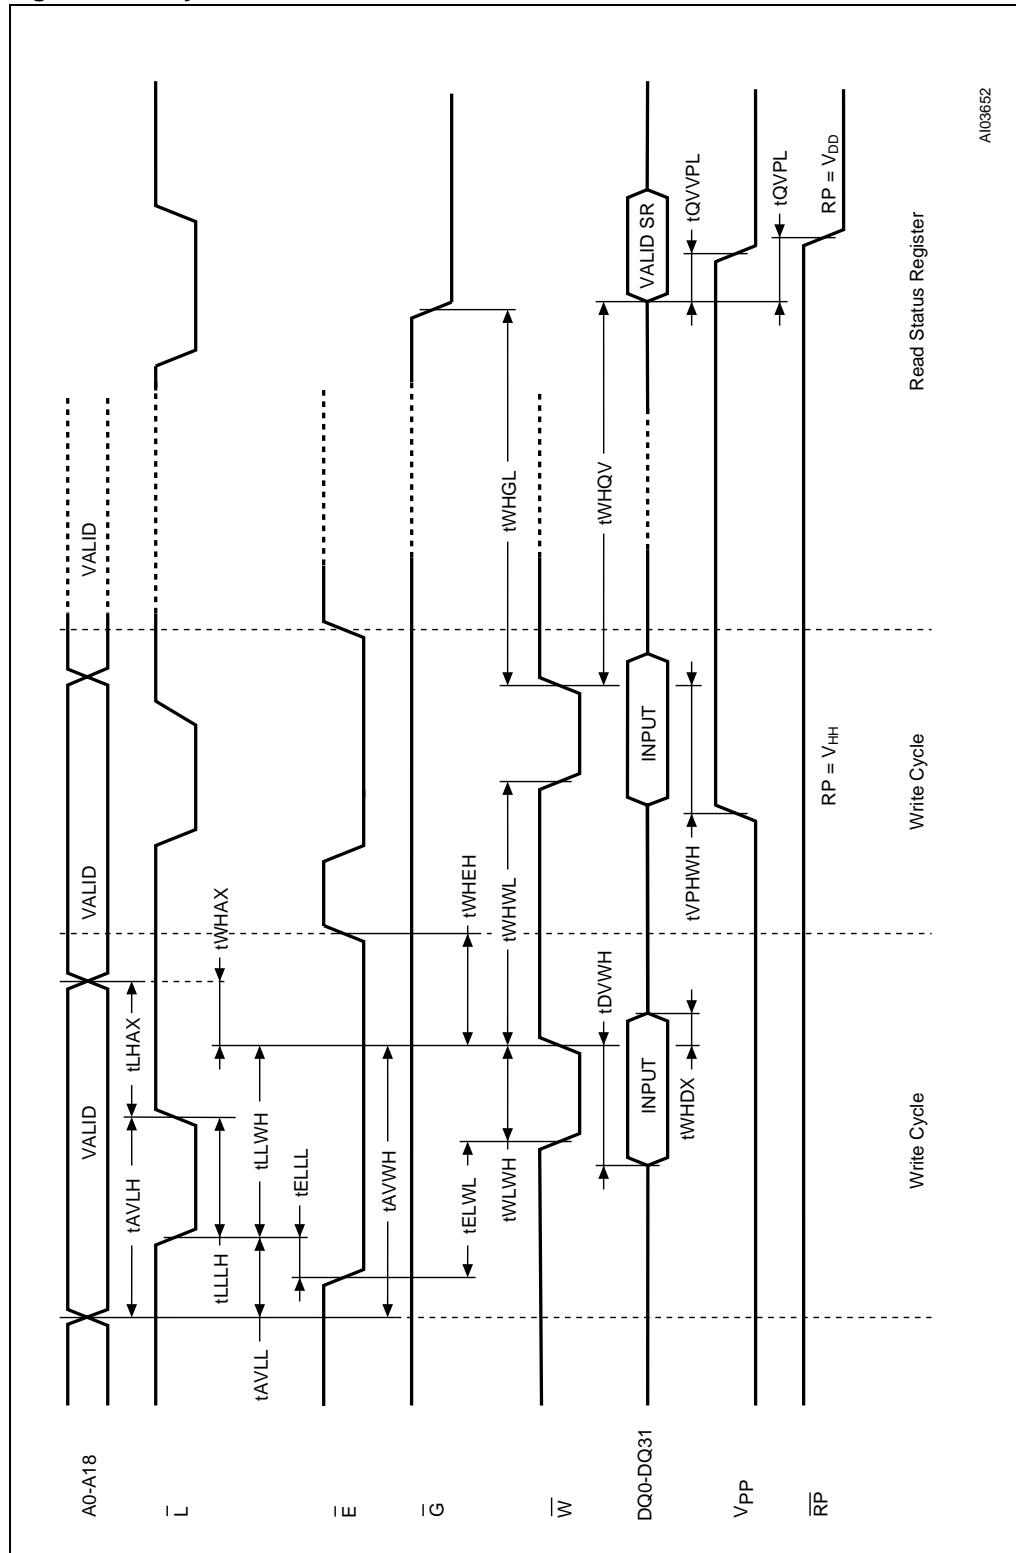 A0-A18
VALID
VALID
VALID
L
tAVLH
tLHAX
tLLLH
tWHAX
tAVLL
tLLWH
tELLL
E
tAVWH
G
tELWL
tWHEH
tWLWH
tWHWL
tWHGL
W
tDVWH
tWHQV
DQ0-DQ31
INPUT
INPUT
VALID SR
tWHDX
tVPHWH
tQVVPL
VPP
tQVPL
RP
RP = VHH
RP = VDD
Write Cycle
Write Cycle
Read Status Register
AI03652